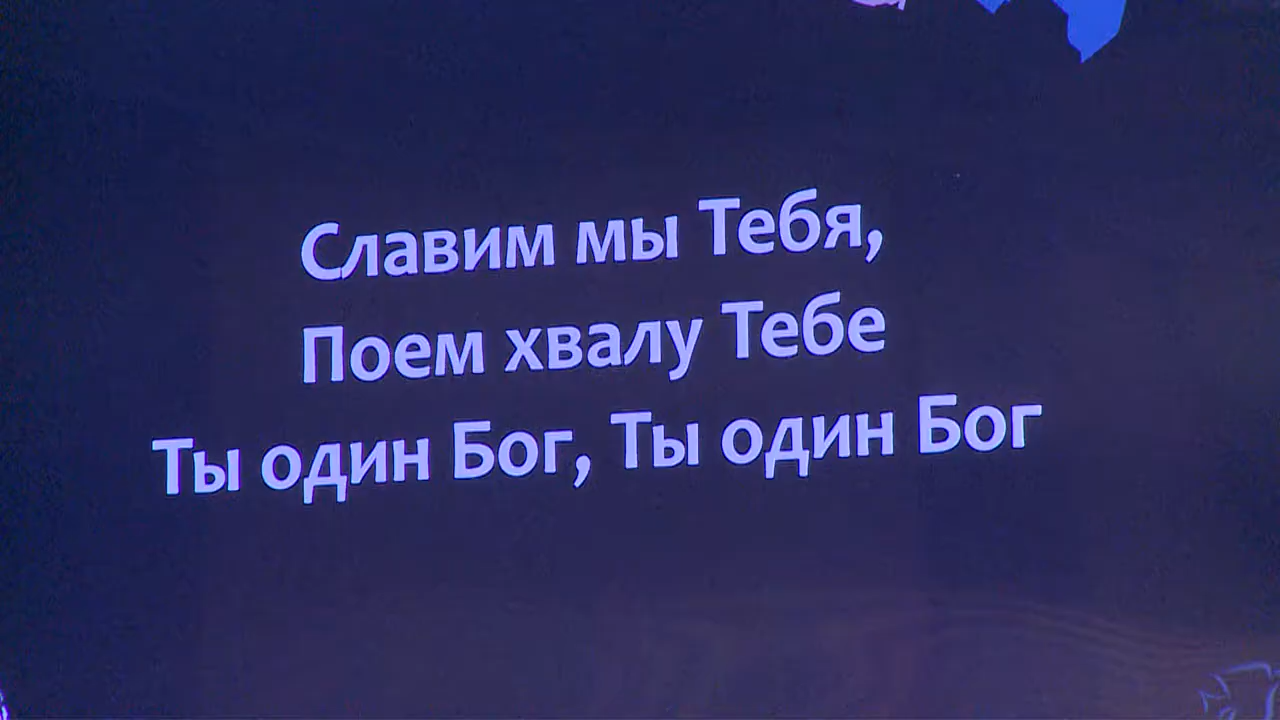 Славим мы Тебя,
Поем хвалу Тебе
Ты один Бог, Ты один Бог